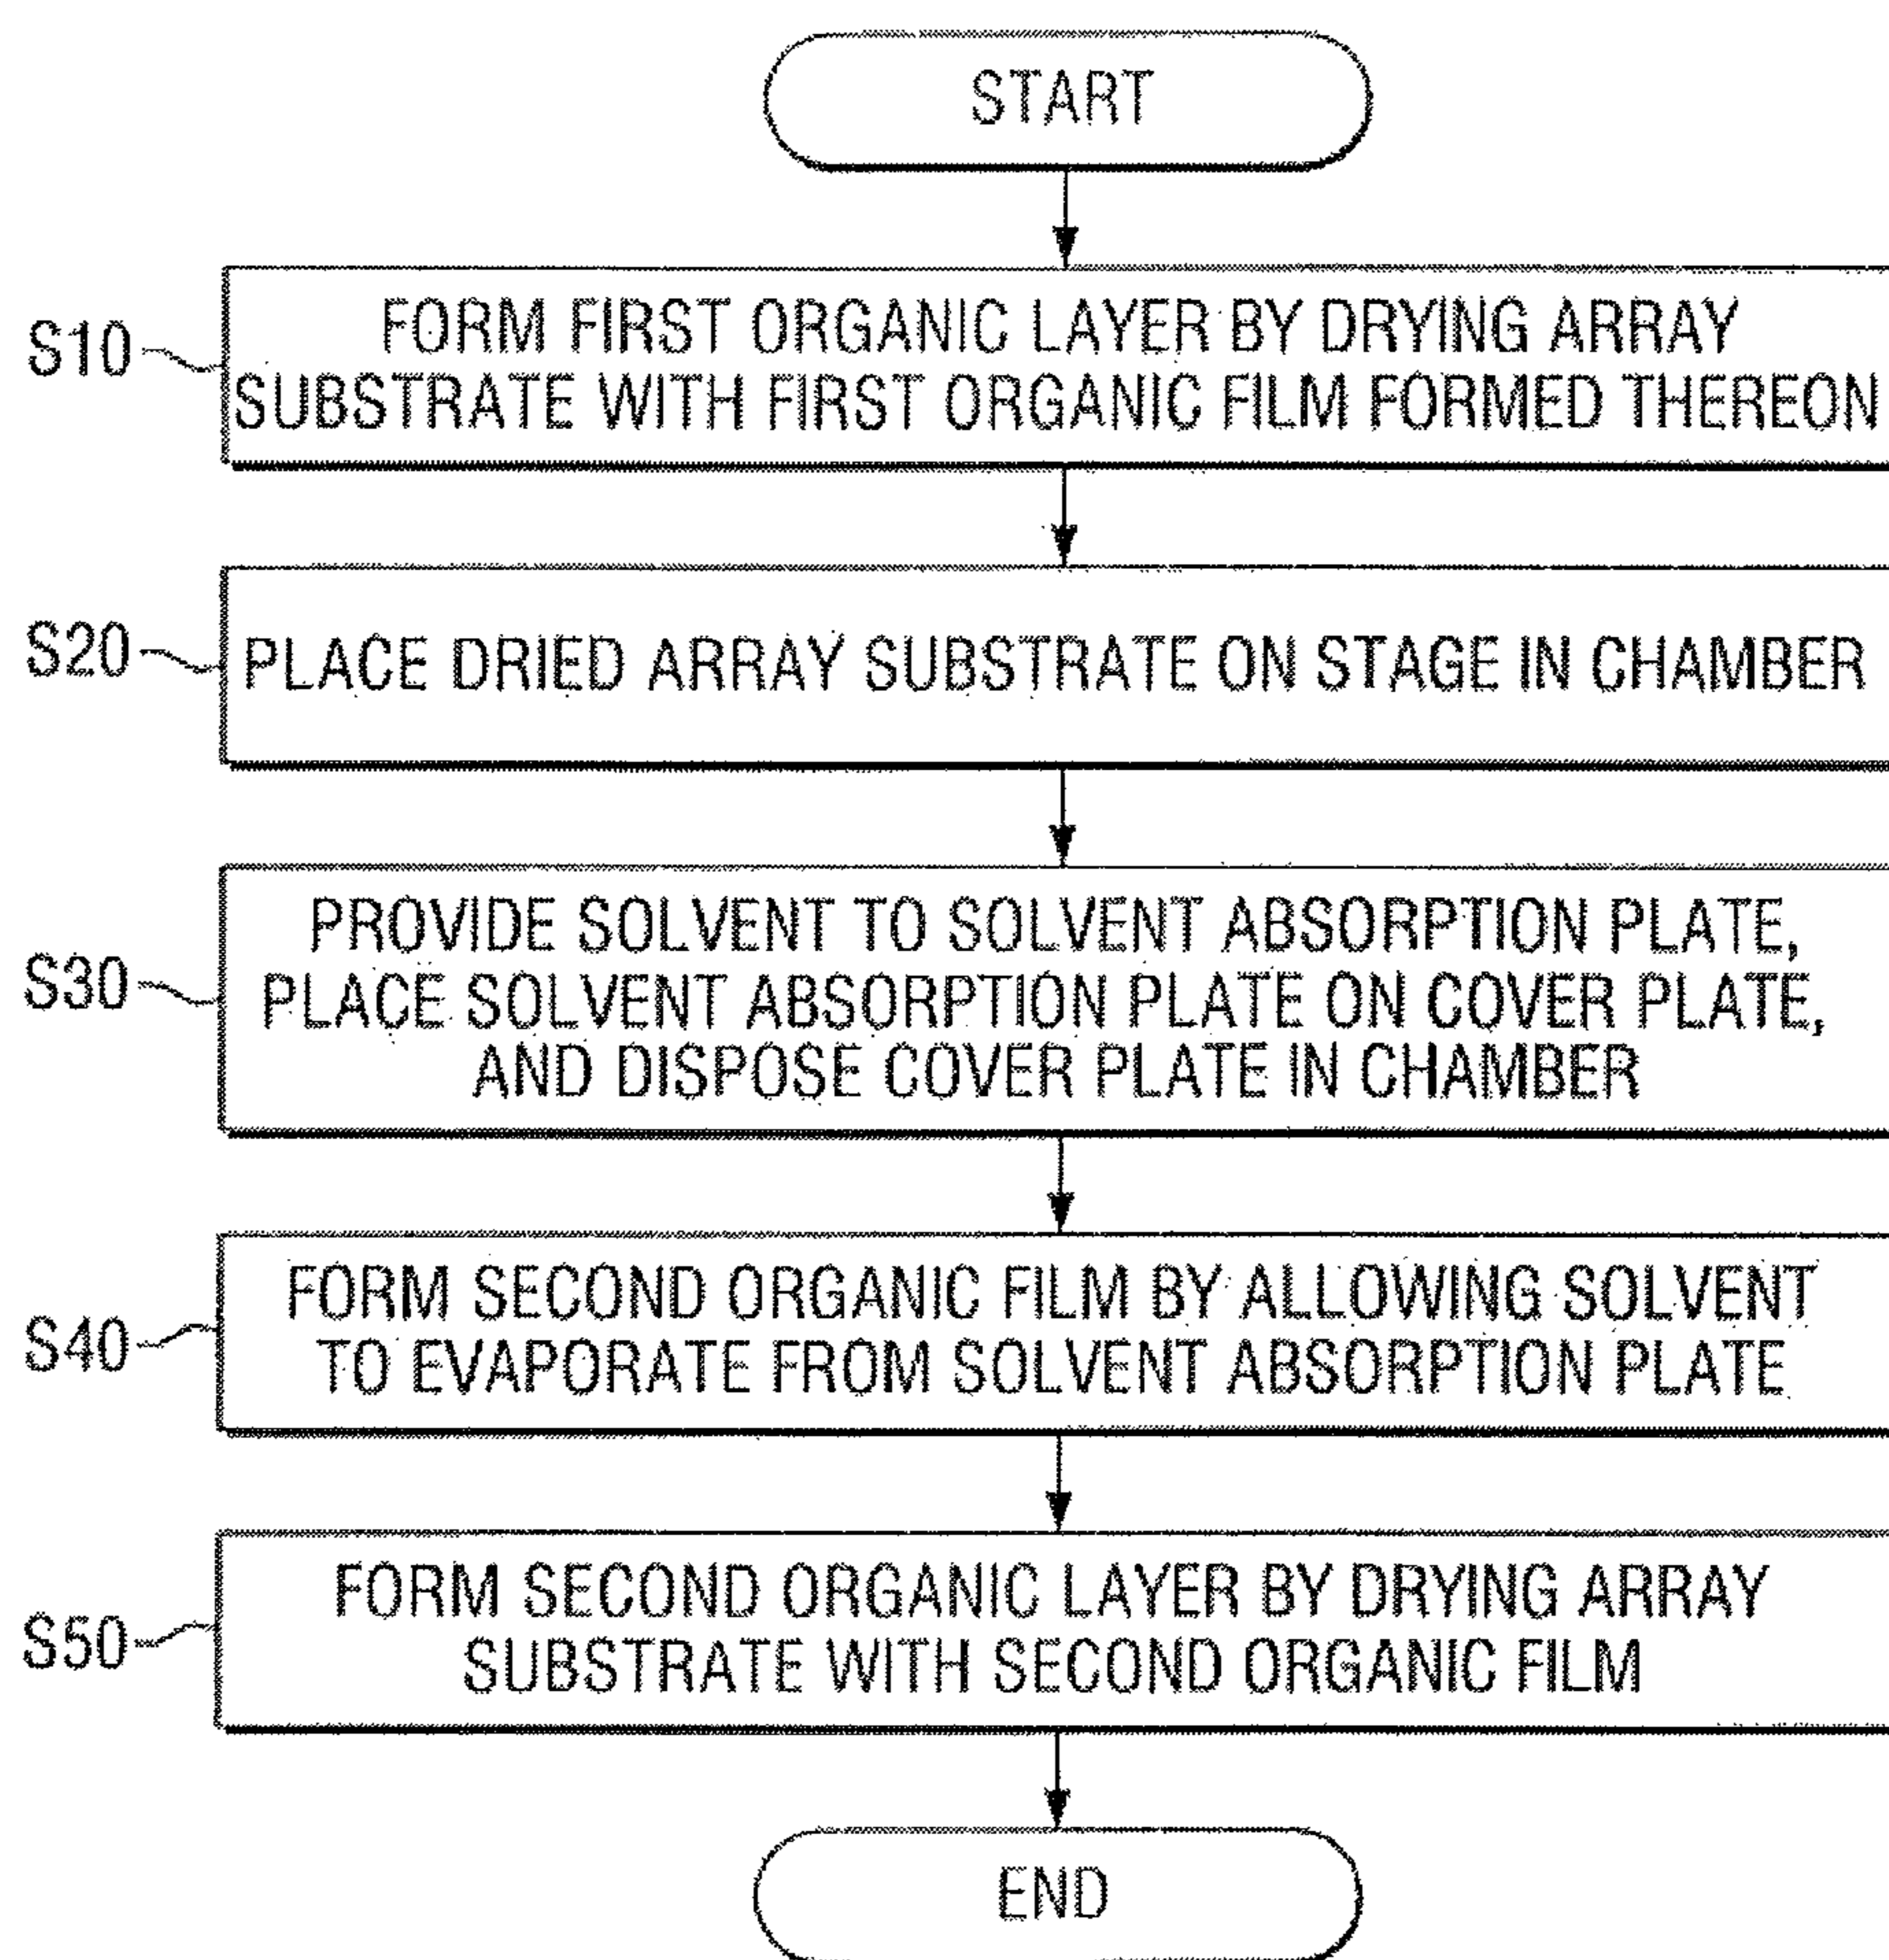 START
S10
FORM FIRST ORGANIC LAYER BY DRYING ARRAY
SUBSTRATE WITH FIRST ORGANIC FILM FORMED THEREON
S20
PLACE DRIED ARRAY SUBSTRATE ON STAGE IN CHAMBER
S30
PROVIDE SOLVENT TO SOLVENT ABSORPTION PLATE,
PLACE SOLVENT ABSORPTION PLATE ON COVER PLATE,
AND DISPOSE COVER PLATE IN CHAMBER
S40
FORM SECOND ORGANIC FILM BY ALLOWING SOLVENT
TO EVAPORATE FROM SOLVENT ABSORPTION PLATE
S50
FORM SECOND ORGANIC LAYER BY DRYING ARRAY
SUBSTRATE WITH SECOND ORGANIC FILM
END